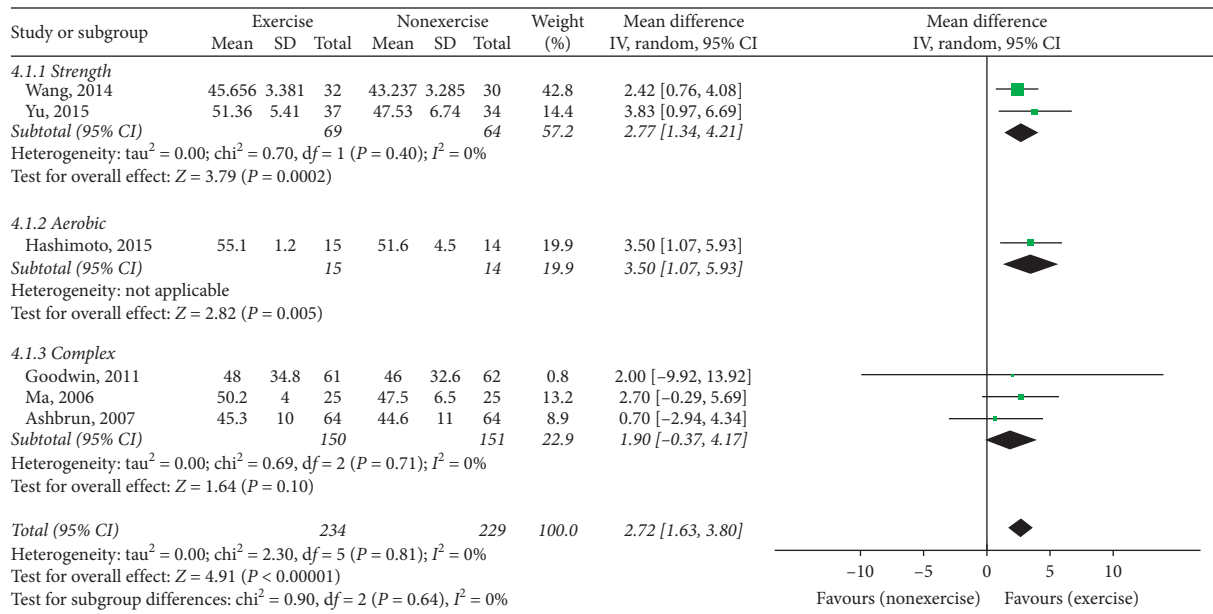 Study or subgroup Exercise Nonexercise Weight Mean difference Mean difference
Mean SD Total Mean SD Total (%) IV, random, 95% CI IV, random, 95% CI
4.1.1 Strength
Wang, 2014 45.656 3.381 32 43.237 3.285 30 42.8 2.42 [0.76, 4.08]
Yu, 2015 51.36 5.41 37 47.53 6.74 34 14.4 3.83 [0.97, 6.69]
Subtotal (95% CI) 69 64 57.2 2.77 [1.34, 4.21]
Heterogeneity: tau² = 0.00; chi² = 0.70, df = 1 (P = 0.40); I² = 0%
Test for overall effect: Z = 3.79 (P = 0.0002)
4.1.2 Aerobic
Hashimoto, 2015 55.1 1.2 15 51.6 4.5 14 19.9 3.50 [1.07, 5.93]
Subtotal (95% CI) 15 14 19.9 3.50 [1.07, 5.93]
Heterogeneity: not applicable
Test for overall effect: Z = 2.82 (P = 0.005)
4.1.3 Complex
Goodwin, 2011 48 34.8 61 46 32.6 62 0.8 2.00 [–9.92, 13.92]
Ma, 2006 50.2 4 25 47.5 6.5 25 13.2 2.70 [–0.29, 5.69]
Ashbrun, 2007 45.3 10 64 44.6 11 64 8.9 0.70 [–2.94, 4.34]
Subtotal (95% CI) 150 151 22.9 1.90 [–0.37, 4.17]
Heterogeneity: tau² = 0.00; chi² = 0.69, df = 2 (P = 0.71); I² = 0%
Test for overall effect: Z = 1.64 (P = 0.10)
Total (95% CI) 234 229 100.0 2.72 [1.63, 3.80]
Heterogeneity: tau² = 0.00; chi² = 2.30, df = 5 (P = 0.81); I² = 0%
Test for overall effect: Z = 4.91 (P < 0.00001)
Test for subgroup differences: chi² = 0.90, df = 2 (P = 0.64), I² = 0%
–10 –5 0 5 10
Favours (nonexercise) Favours (exercise)